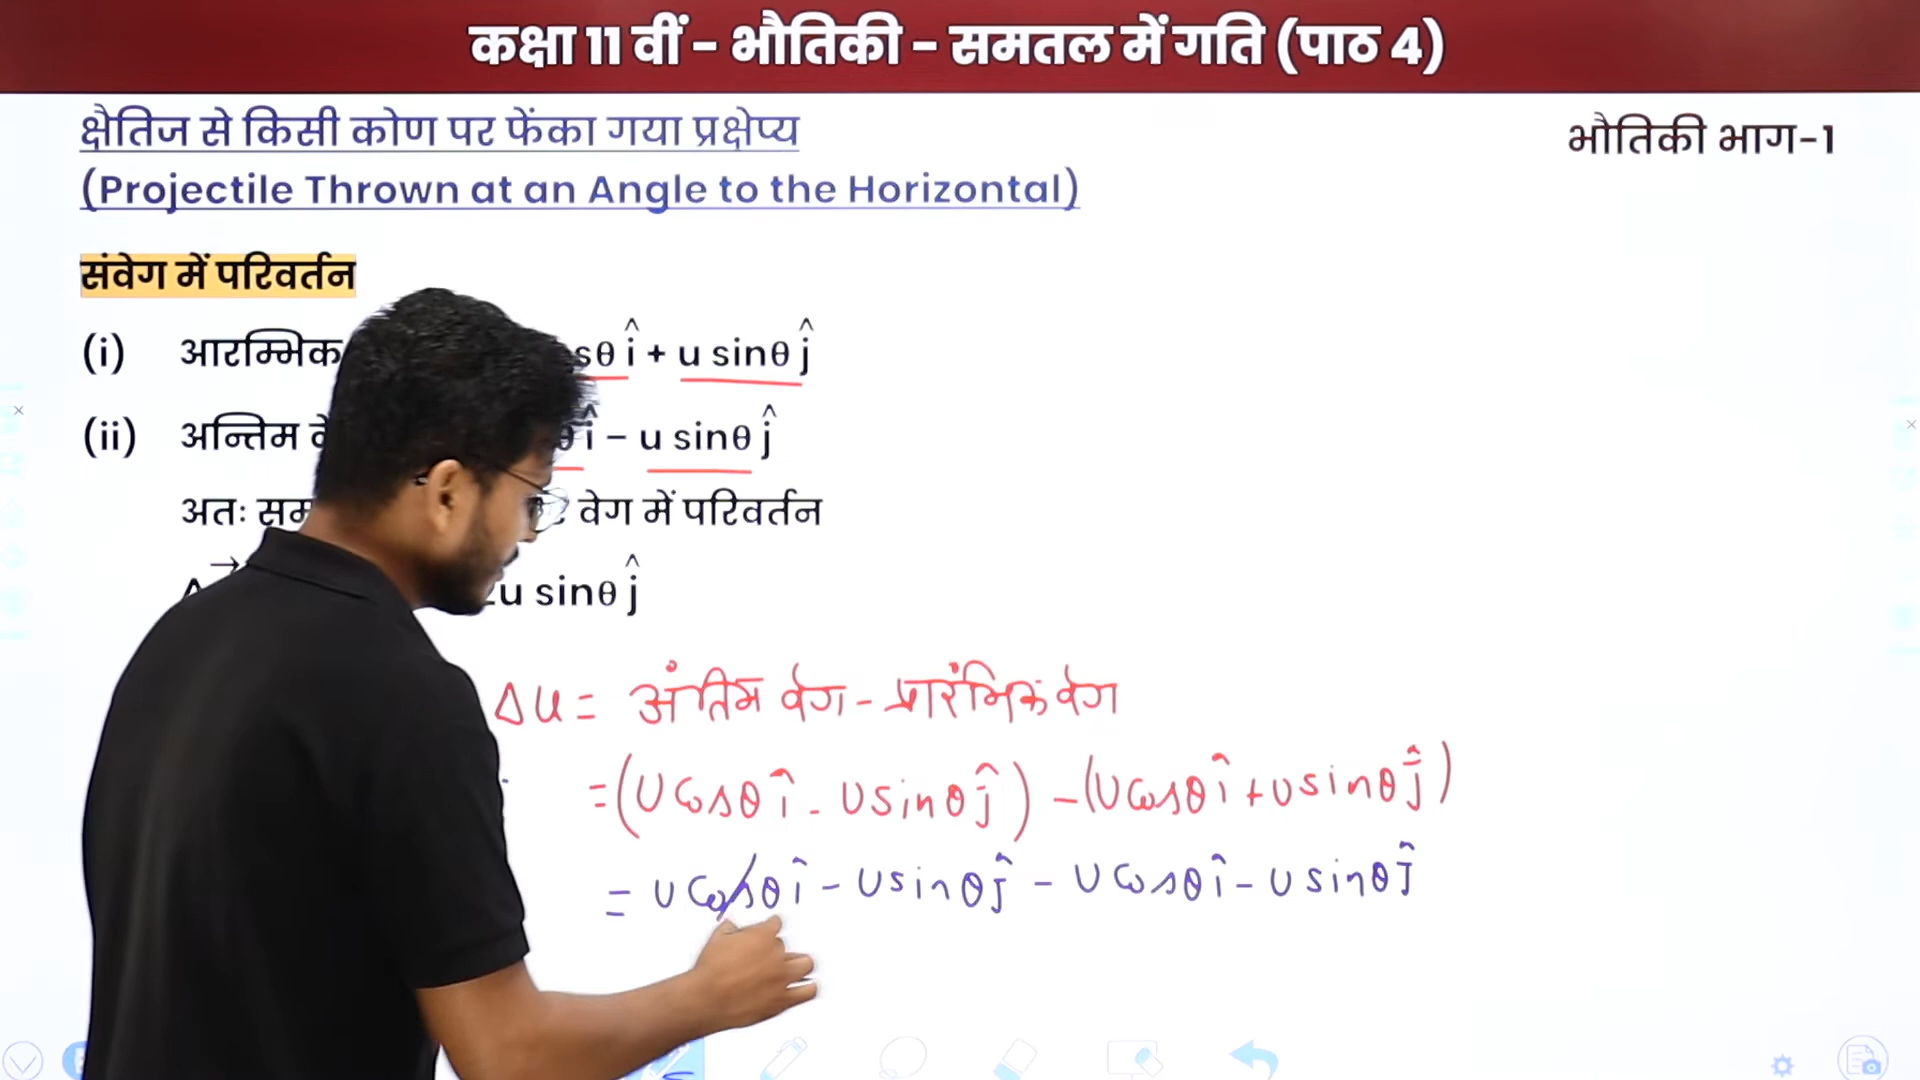 कक्षा 11 वीं - भौतिकी - समतल में गति (पाठ 4)
क्षैतिज से किसी कोण पर फेंका गया प्रक्षेप्य
भौतिकी भाग-1
(Projectile Thrown at an Angle to the Horizontal)
संवेग में परिवर्तन
(i) आरम्भिक sθ î + u sinθ ĵ
(ii) अन्तिम î − u sinθ ĵ
अतः वेग में परिवर्तन
2u sinθ ĵ
Δu = अंतिम वेग - प्रारंभिक वेग
= (u cosθ î - u sinθ ĵ) - (u cosθ î + u sinθ ĵ)
= u cosθ î - u sinθ ĵ - u cosθ î - u sinθ ĵ